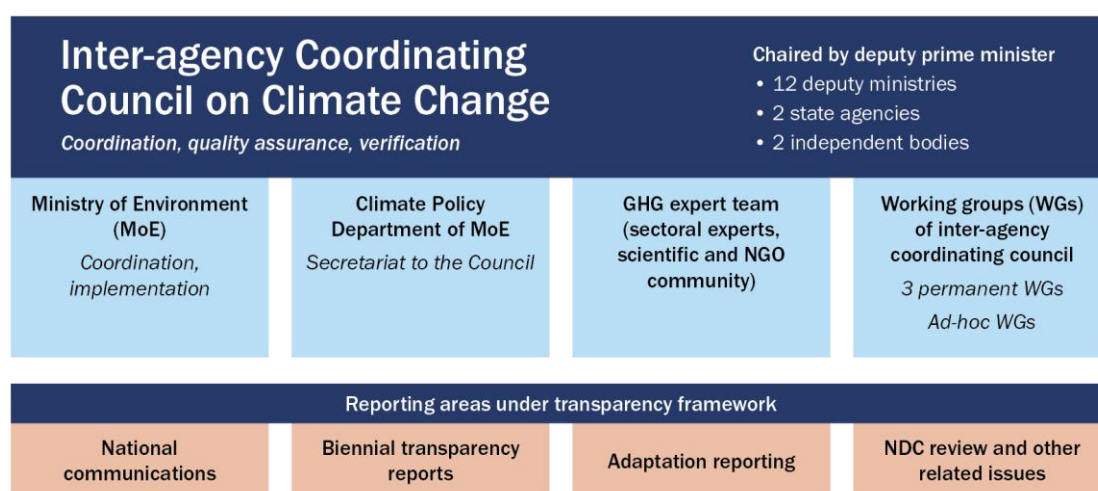 Inter-agency Coordinating
Council on Climate Change
Coordination, quality assurance, verification
Chaired by deputy prime minister
• 12 deputy ministries
• 2 state agencies
• 2 independent bodies
Ministry of Environment
(MoE)
Coordination,
implementation
Climate Policy
Department of MoE
Secretariat to the Council
GHG expert team
(sectoral experts,
scientific and NGO
community)
Working groups (WGs)
of inter-agency
coordinating council
3 permanent WGs
Ad-hoc WGs
Reporting areas under transparency framework
National
communications
Biennial transparency
reports
Adaptation reporting
NDC review and other
related issues